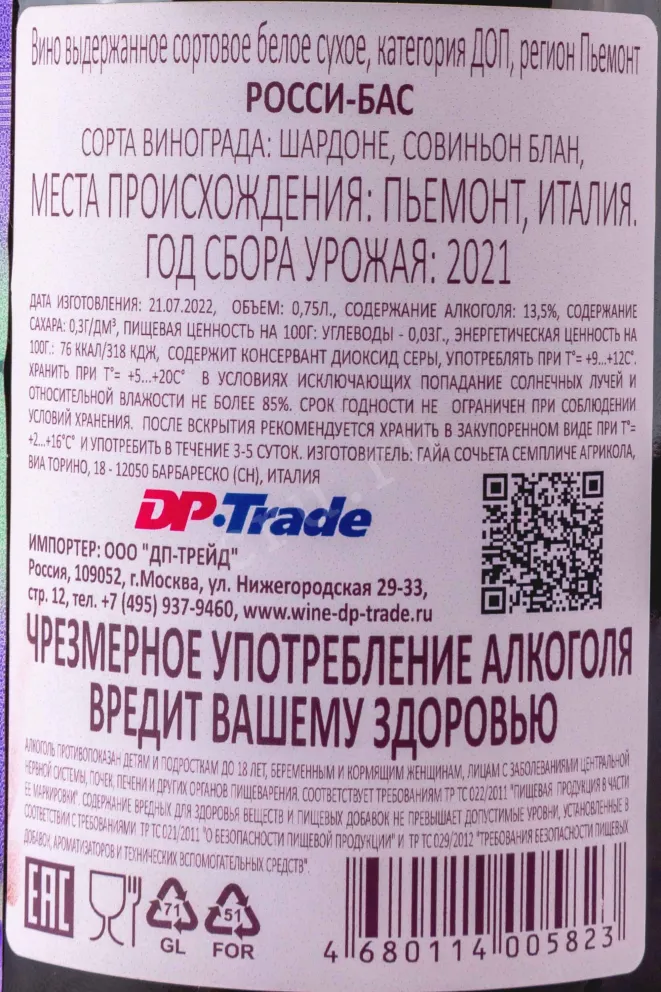 Вино выдержанное сортовое белое сухое, категория ДОП, регион Пьемонт
РОССИ-БАС
СОРТА ВИНОГРАДА: ШАРДОНЕ, СОВИНЬОН БЛАН,
МЕСТА ПРОИСХОЖДЕНИЯ: ПЬЕМОНТ, ИТАЛИЯ.
ГОД СБОРА УРОЖАЯ: 2021
ДАТА ИЗГОТОВЛЕНИЯ: 21.07.2022, ОБЪЕМ: 0,75Л., СОДЕРЖАНИЕ АЛКОГОЛЯ: 13,5%, СОДЕРЖАНИЕ
САХАРА: 0,3Г/ДМ³, ПИЩЕВАЯ ЦЕННОСТЬ НА 100Г: УГЛЕВОДЫ - 0,03Г., ЭНЕРГЕТИЧЕСКАЯ ЦЕННОСТЬ НА
100Г.: 76 ККАЛ/318 КДЖ, СОДЕРЖИТ КОНСЕРВАНТ ДИОКСИД СЕРЫ, УПОТРЕБЛЯТЬ ПРИ Т°= +9...+12С°.
ХРАНИТЬ ПРИ Т°= +5...+20С° В УСЛОВИЯХ ИСКЛЮЧАЮЩИХ ПОПАДАНИЕ СОЛНЕЧНЫХ ЛУЧЕЙ И
ОТНОСИТЕЛЬНОЙ ВЛАЖНОСТИ НЕ БОЛЕЕ 85%. СРОК ГОДНОСТИ НЕ ОГРАНИЧЕН ПРИ СОБЛЮДЕНИИ
УСЛОВИЙ ХРАНЕНИЯ. ПОСЛЕ ВСКРЫТИЯ РЕКОМЕНДУЕТСЯ ХРАНИТЬ В ЗАКУПОРЕННОМ ВИДЕ ПРИ Т°=
+2...+16°С° И УПОТРЕБИТЬ В ТЕЧЕНИЕ 3-5 СУТОК. ИЗГОТОВИТЕЛЬ: ГАЙА СОЧЬЕТА СЕМПЛИЧЕ АГРИКОЛА,
ВИА ТОРИНО, 18 - 12050 БАРБАРЕСКО (CH), ИТАЛИЯ
DP·Trade
ИМПОРТЕР: ООО "ДП-ТРЕЙД"
Россия, 109052, г.Москва, ул. Нижегородская 29-33,
стр. 12, тел. +7 (495) 937-9460, www.wine-dp-trade.ru
ЧРЕЗМЕРНОЕ УПОТРЕБЛЕНИЕ АЛКОГОЛЯ
ВРЕДИТ ВАШЕМУ ЗДОРОВЬЮ
АЛКОГОЛЬ ПРОТИВОПОКАЗАН ДЕТЯМ И ПОДРОСТКАМ ДО 18 ЛЕТ, БЕРЕМЕННЫМ И КОРМЯЩИМ ЖЕНЩИНАМ, ЛИЦАМ С ЗАБОЛЕВАНИЯМИ ЦЕНТРАЛЬНОЙ
НЕРВНОЙ СИСТЕМЫ, ПОЧЕК, ПЕЧЕНИ И ДРУГИХ ОРГАНОВ ПИЩЕВАРЕНИЯ. СООТВЕТСТВУЕТ ТРЕБОВАНИЯМ ТР ТС 022/2011 "ПИЩЕВАЯ ПРОДУКЦИЯ В ЧАСТИ
ЕЕ МАРКИРОВКИ". СОДЕРЖАНИЕ ВРЕДНЫХ ДЛЯ ЗДОРОВЬЯ ВЕЩЕСТВ И ПИЩЕВЫХ ДОБАВОК НЕ ПРЕВЫШАЕТ ДОПУСТИМЫЕ УРОВНИ, УСТАНОВЛЕННЫЕ В
СООТВЕТСТВИИ С ТРЕБОВАНИЯМИ ТР ТС 021/2011 "О БЕЗОПАСНОСТИ ПИЩЕВОЙ ПРОДУКЦИИ" И ТР ТС 029/2012 "ТРЕБОВАНИЯ БЕЗОПАСНОСТИ ПИЩЕВЫХ
ДОБАВОК, АРОМАТИЗАТОРОВ И ТЕХНИЧЕСКИХ ВСПОМОГАТЕЛЬНЫХ СРЕДСТВ".
EAC
71
GL
51
FOR
4 680114 005823